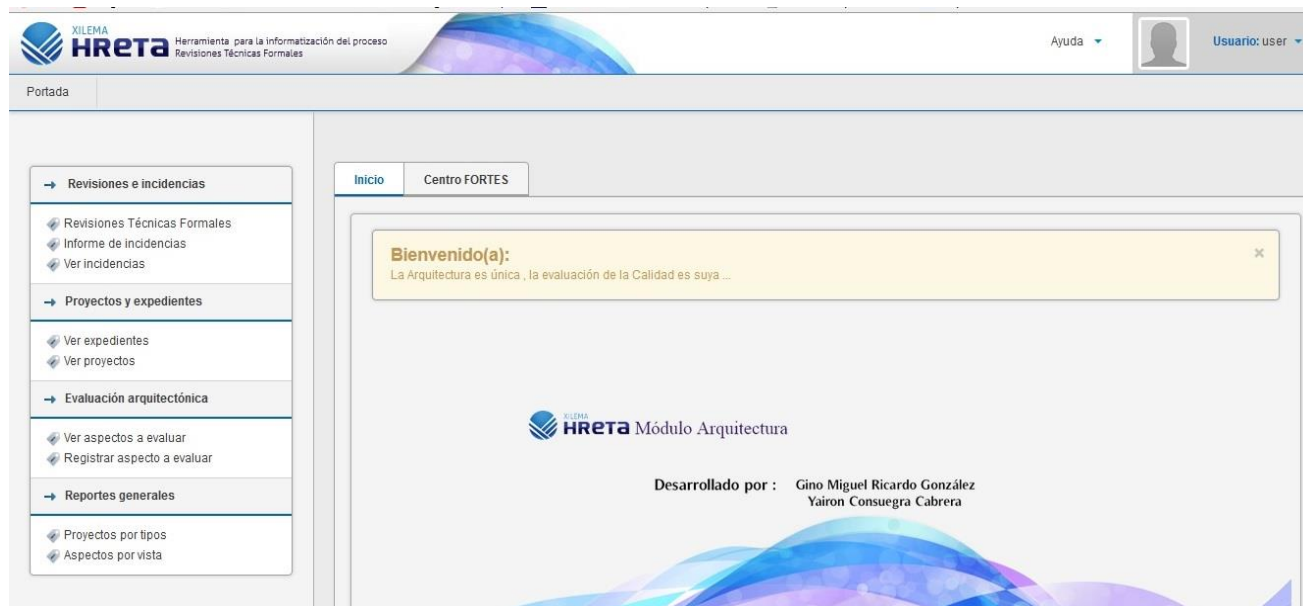 XILEMA
HRETA
Herramienta para la informatización del proceso
Revisiones Técnicas Formales
Ayuda
Usuario: user
Portada
Revisiones e incidencias
Revisiones Técnicas Formales
Informe de incidencias
Ver incidencias
Proyectos y expedientes
Ver expedientes
Ver proyectos
Evaluación arquitectónica
Ver aspectos a evaluar
Registrar aspecto a evaluar
Reportes generales
Proyectos por tipos
Aspectos por vista
Inicio
Centro FORTES
Bienvenido(a):
La Arquitectura es única , la evaluación de la Calidad es suya ...
×
XILEMA
HRETA Módulo Arquitectura
Desarrollado por : Gino Miguel Ricardo González
Yairon Consuegra Cabrera